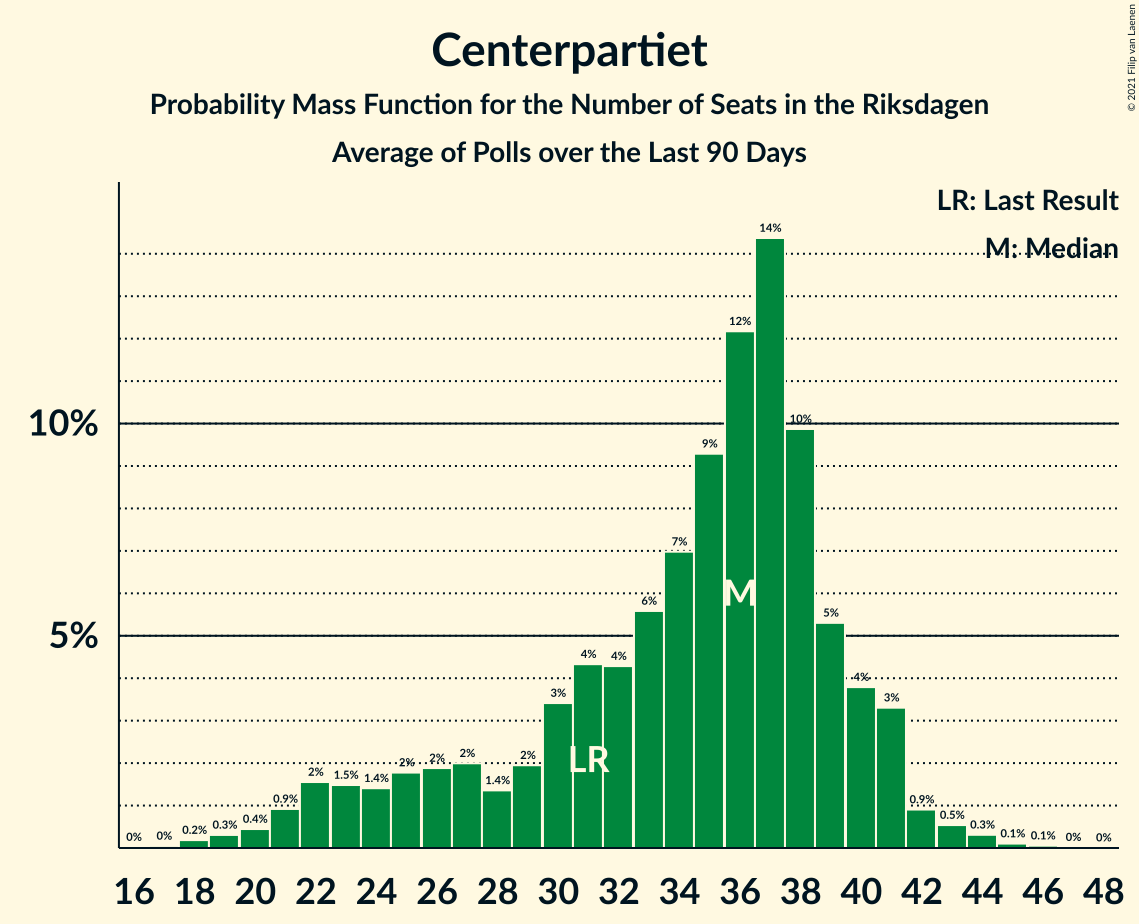 © 2021 Filip van Laenen
Centerpartiet
Probability Mass Function for the Number of Seats in the Riksdagen
Average of Polls over the Last 90 Days
LR: Last Result
M: Median
10%
5%
0% 0% 0.2% 0.3% 0.4% 0.9% 2% 1.5% 1.4% 2% 2% 2% 1.4% 2% 3% 4% 4% 6% 7% 9% 12% 14% 10% 5% 4% 3% 0.9% 0.5% 0.3% 0.1% 0.1% 0% 0%
M
LR
16 18 20 22 24 26 28 30 32 34 36 38 40 42 44 46 48